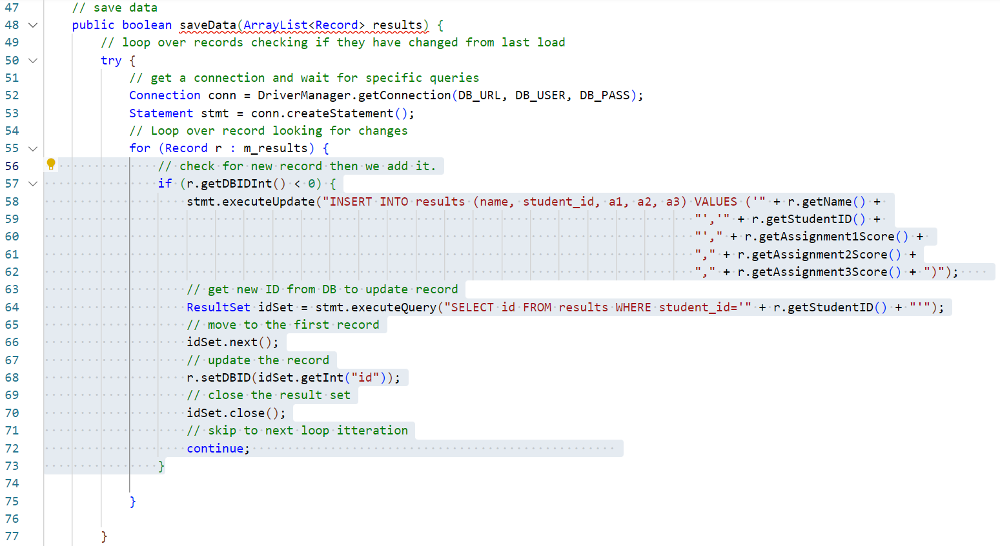 47 // save data
48 public boolean saveData(ArrayList<Record> results) {
49 // loop over records checking if they have changed from last load
50 try {
51 // get a connection and wait for specific queries
52 Connection conn = DriverManager.getConnection(DB_URL, DB_USER, DB_PASS);
53 Statement stmt = conn.createStatement();
54 // Loop over record looking for changes
55 for (Record r : m_results) {
56 // check for new record then we add it.
57 if (r.getDBIDInt() < 0) {
58 stmt.executeUpdate("INSERT INTO results (name, student_id, a1, a2, a3) VALUES ('" + r.getName() +
59 "','" + r.getStudentID() +
60 "'," + r.getAssignment1Score() +
61 "," + r.getAssignment2Score() +
62 "," + r.getAssignment3Score() + ")");
63 // get new ID from DB to update record
64 ResultSet idSet = stmt.executeQuery("SELECT id FROM results WHERE student_id='" + r.getStudentID() + "'");
65 // move to the first record
66 idSet.next();
67 // update the record
68 r.setDBID(idSet.getInt("id"));
69 // close the result set
70 idSet.close();
71 // skip to next loop itteration
72 continue;
73 }
74
75 }
76
77 }